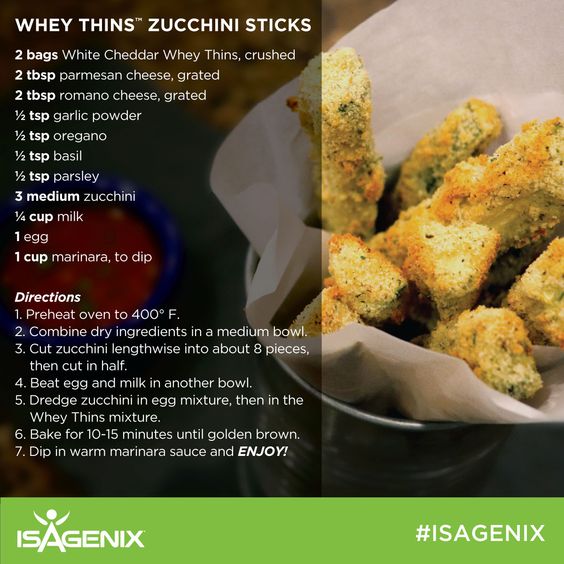 WHEY THINS™ ZUCCHINI STICKS
2 bags White Cheddar Whey Thins, crushed
2 tbsp parmesan cheese, grated
2 tbsp romano cheese, grated
½ tsp garlic powder
½ tsp oregano
½ tsp basil
½ tsp parsley
3 medium zucchini
¼ cup milk
1 egg
1 cup marinara, to dip
Directions
1. Preheat oven to 400° F.
2. Combine dry ingredients in a medium bowl.
3. Cut zucchini lengthwise into about 8 pieces,
then cut in half.
4. Beat egg and milk in another bowl.
5. Dredge zucchini in egg mixture, then in the
Whey Thins mixture.
6. Bake for 10-15 minutes until golden brown.
7. Dip in warm marinara sauce and ENJOY!
ISAGENIX™
#ISAGENIX